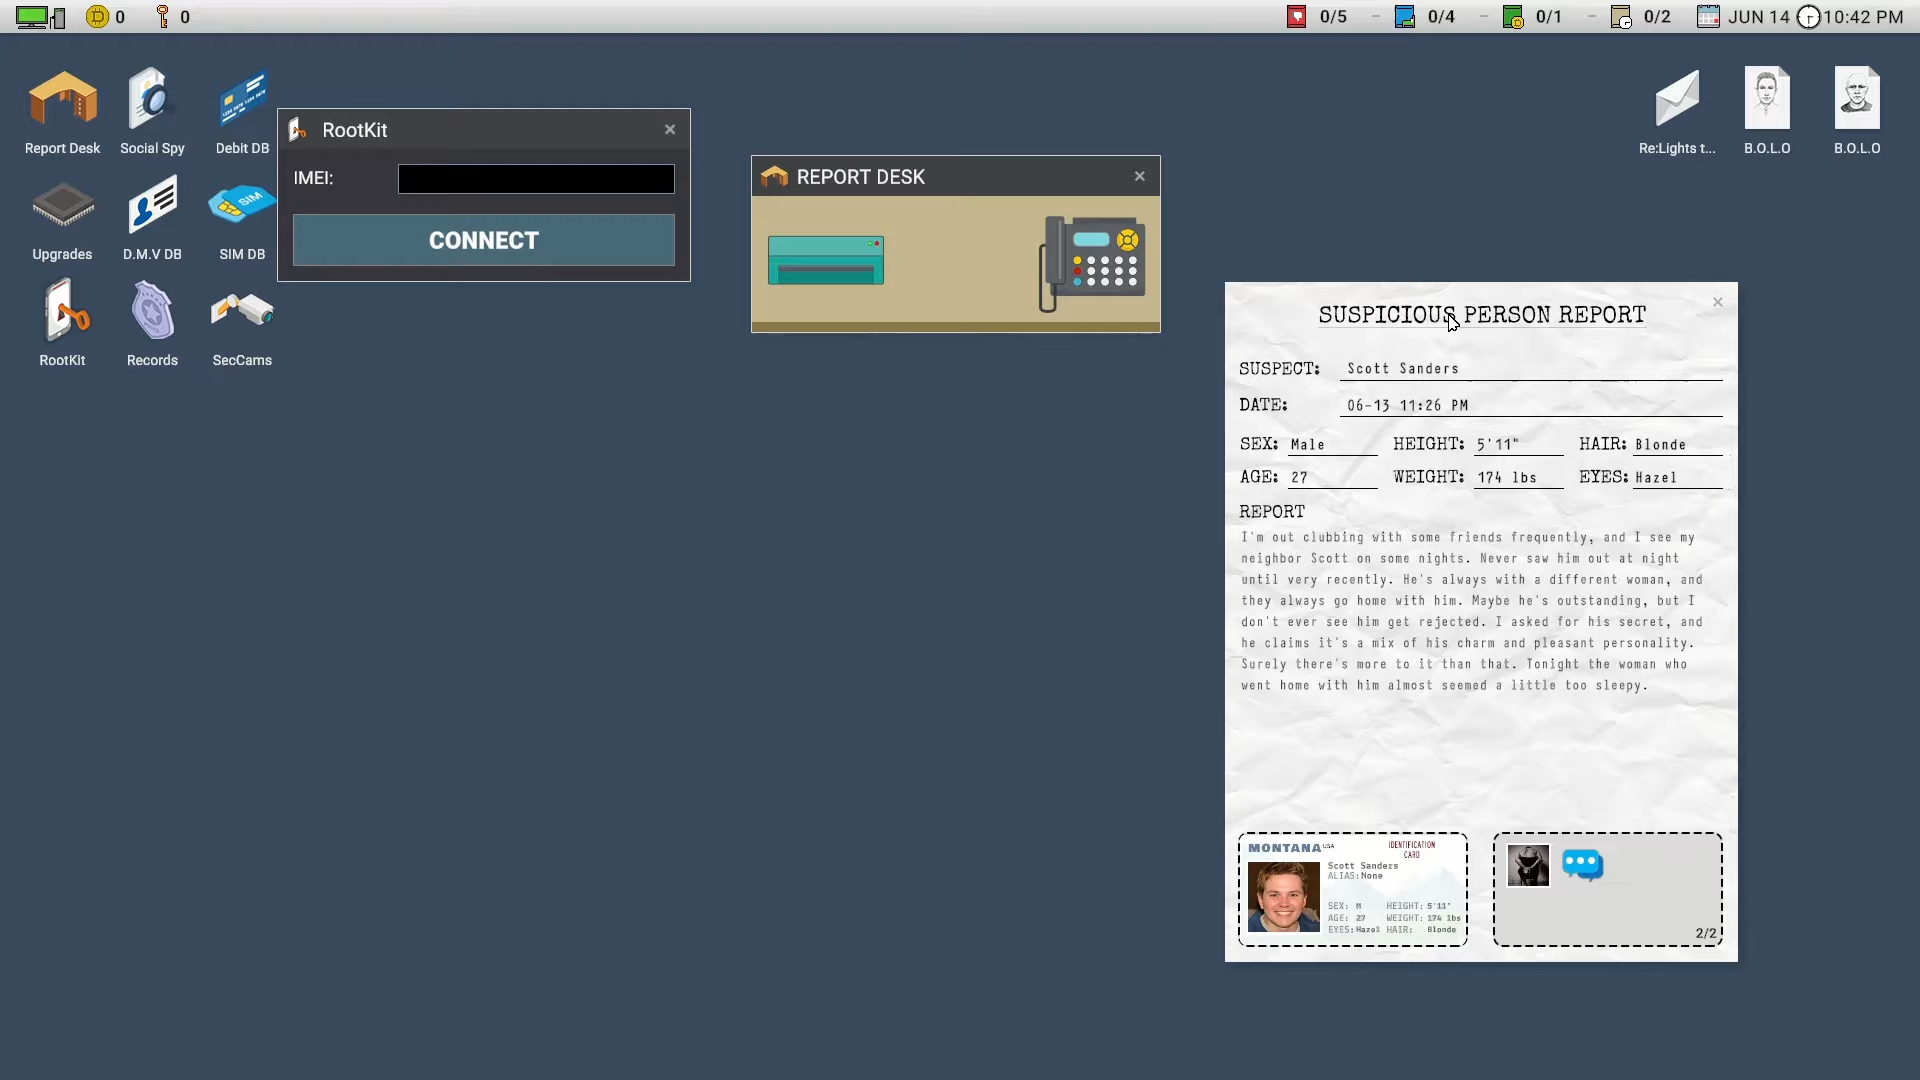 0
0
0/5
0/4
0/1
0/2
JUN 14
10:42 PM
Report Desk
Social Spy
Debit DB
Upgrades
D.M.V DB
SIM DB
SIM
RootKit
Records
SecCams
Re:Lights t...
B.O.L.O
B.O.L.O
RootKit
IMEI:
CONNECT
REPORT DESK
SUSPICIOUS PERSON REPORT
SUSPECT: Scott Sanders
DATE: 06-13 11:26 PM
SEX: Male HEIGHT: 5'11" HAIR: Blonde
AGE: 27 WEIGHT: 174 lbs EYES: Hazel
REPORT
I'm out clubbing with some friends frequently, and I see my
neighbor Scott on some nights. Never saw him out at night
until very recently. He's always with a different woman, and
they always go home with him. Maybe he's outstanding, but I
don't ever see him get rejected. I asked for his secret, and
he claims it's a mix of his charm and pleasant personality.
Surely there's more to it than that. Tonight the woman who
went home with him almost seemed a little too sleepy.
MONTANA USA
IDENTIFICATION
CARD
Scott Sanders
ALIAS: None
SEX: M HEIGHT: 5'11"
AGE: 27 WEIGHT: 174 lbs
EYES: Hazel HAIR: Blonde
2/2